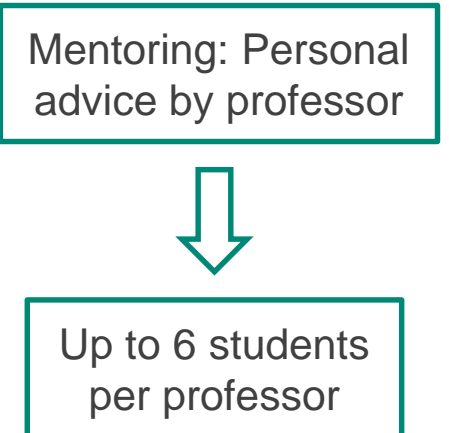 Mentoring: Personal
advice by professor
Up to 6 students
per professor